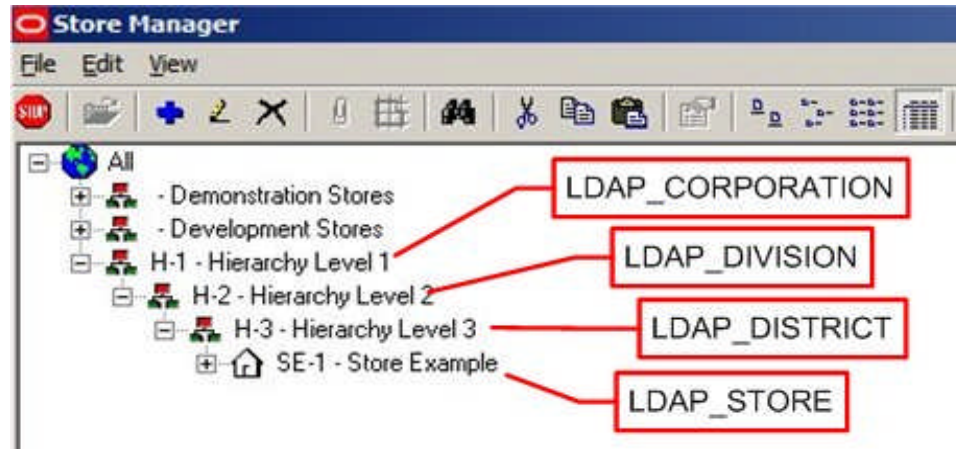 Store Manager
File Edit View
STOP
All
- Demonstration Stores
- Development Stores
H-1 - Hierarchy Level 1
H-2 - Hierarchy Level 2
H-3 - Hierarchy Level 3
SE-1 - Store Example
LDAP_CORPORATION
LDAP_DIVISION
LDAP_DISTRICT
LDAP_STORE